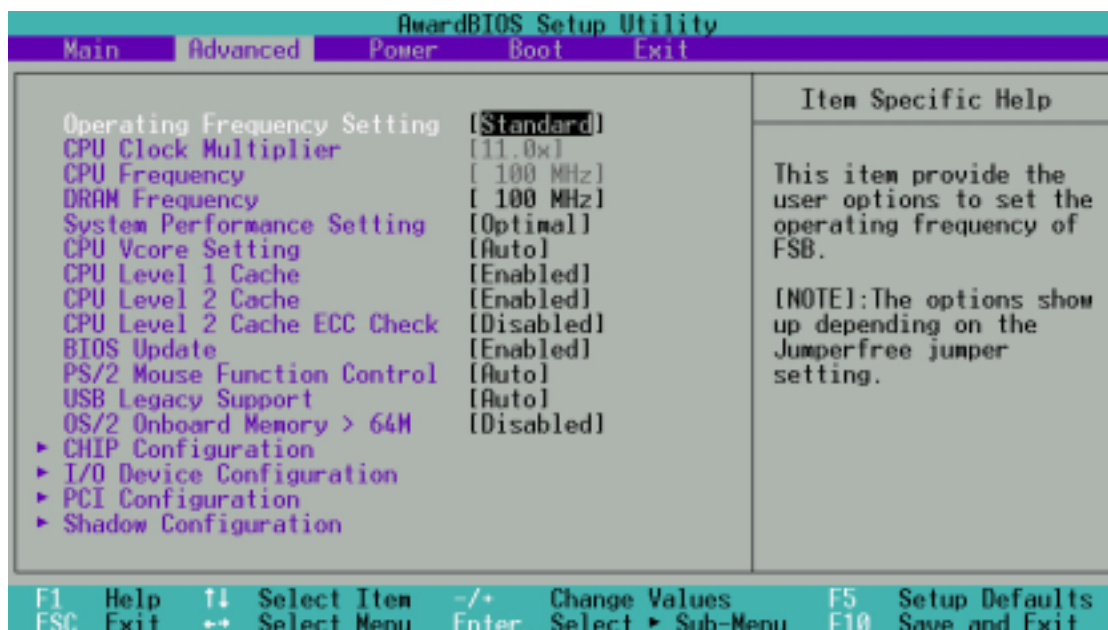 AwardBIOS Setup Utility
Main Advanced Power Boot Exit
Operating Frequency Setting [Standard]
CPU Clock Multiplier [11.0x]
CPU Frequency [ 100 MHz]
DRAM Frequency [ 100 MHz]
System Performance Setting [Optimal]
CPU Vcore Setting [Auto]
CPU Level 1 Cache [Enabled]
CPU Level 2 Cache [Enabled]
CPU Level 2 Cache ECC Check [Disabled]
BIOS Update [Enabled]
PS/2 Mouse Function Control [Auto]
USB Legacy Support [Auto]
OS/2 Onboard Memory > 64M [Disabled]
► CHIP Configuration
► I/O Device Configuration
► PCI Configuration
► Shadow Configuration
Item Specific Help
This item provide the
user options to set the
operating frequency of
FSB.
[NOTE]:The options show
up depending on the
Jumperfree jumper
setting.
F1 Help ↑↓ Select Item -/+ Change Values F5 Setup Defaults
ESC Exit ←→ Select Menu Enter Select ► Sub-Menu F10 Save and Exit